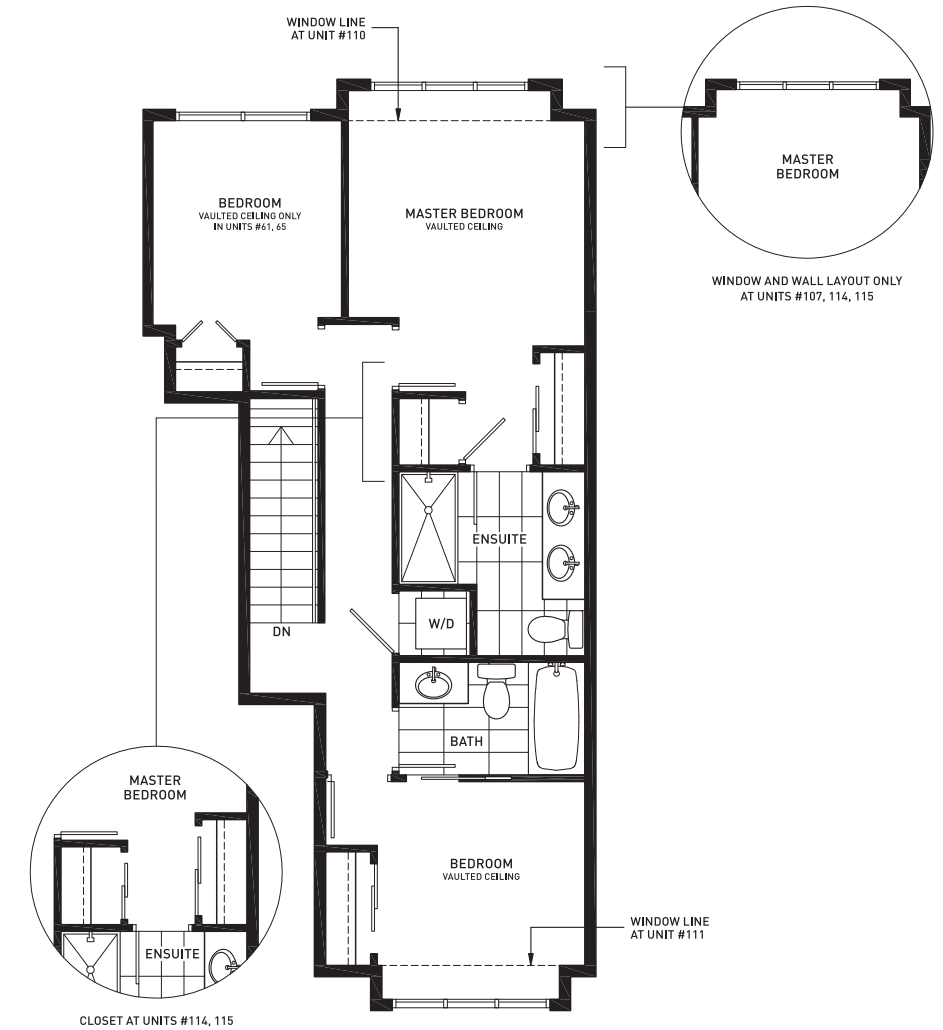 WINDOW LINE
AT UNIT #110
MASTER
BEDROOM
BEDROOM
VAULTED CEILING ONLY
IN UNITS #61, 65
MASTER BEDROOM
VAULTED CEILING
WINDOW AND WALL LAYOUT ONLY
AT UNITS #107, 114, 115
ENSUITE
W/D
DN
BATH
MASTER
BEDROOM
BEDROOM
VAULTED CEILING
WINDOW LINE
AT UNIT #111
ENSUITE
CLOSET AT UNITS #114, 115